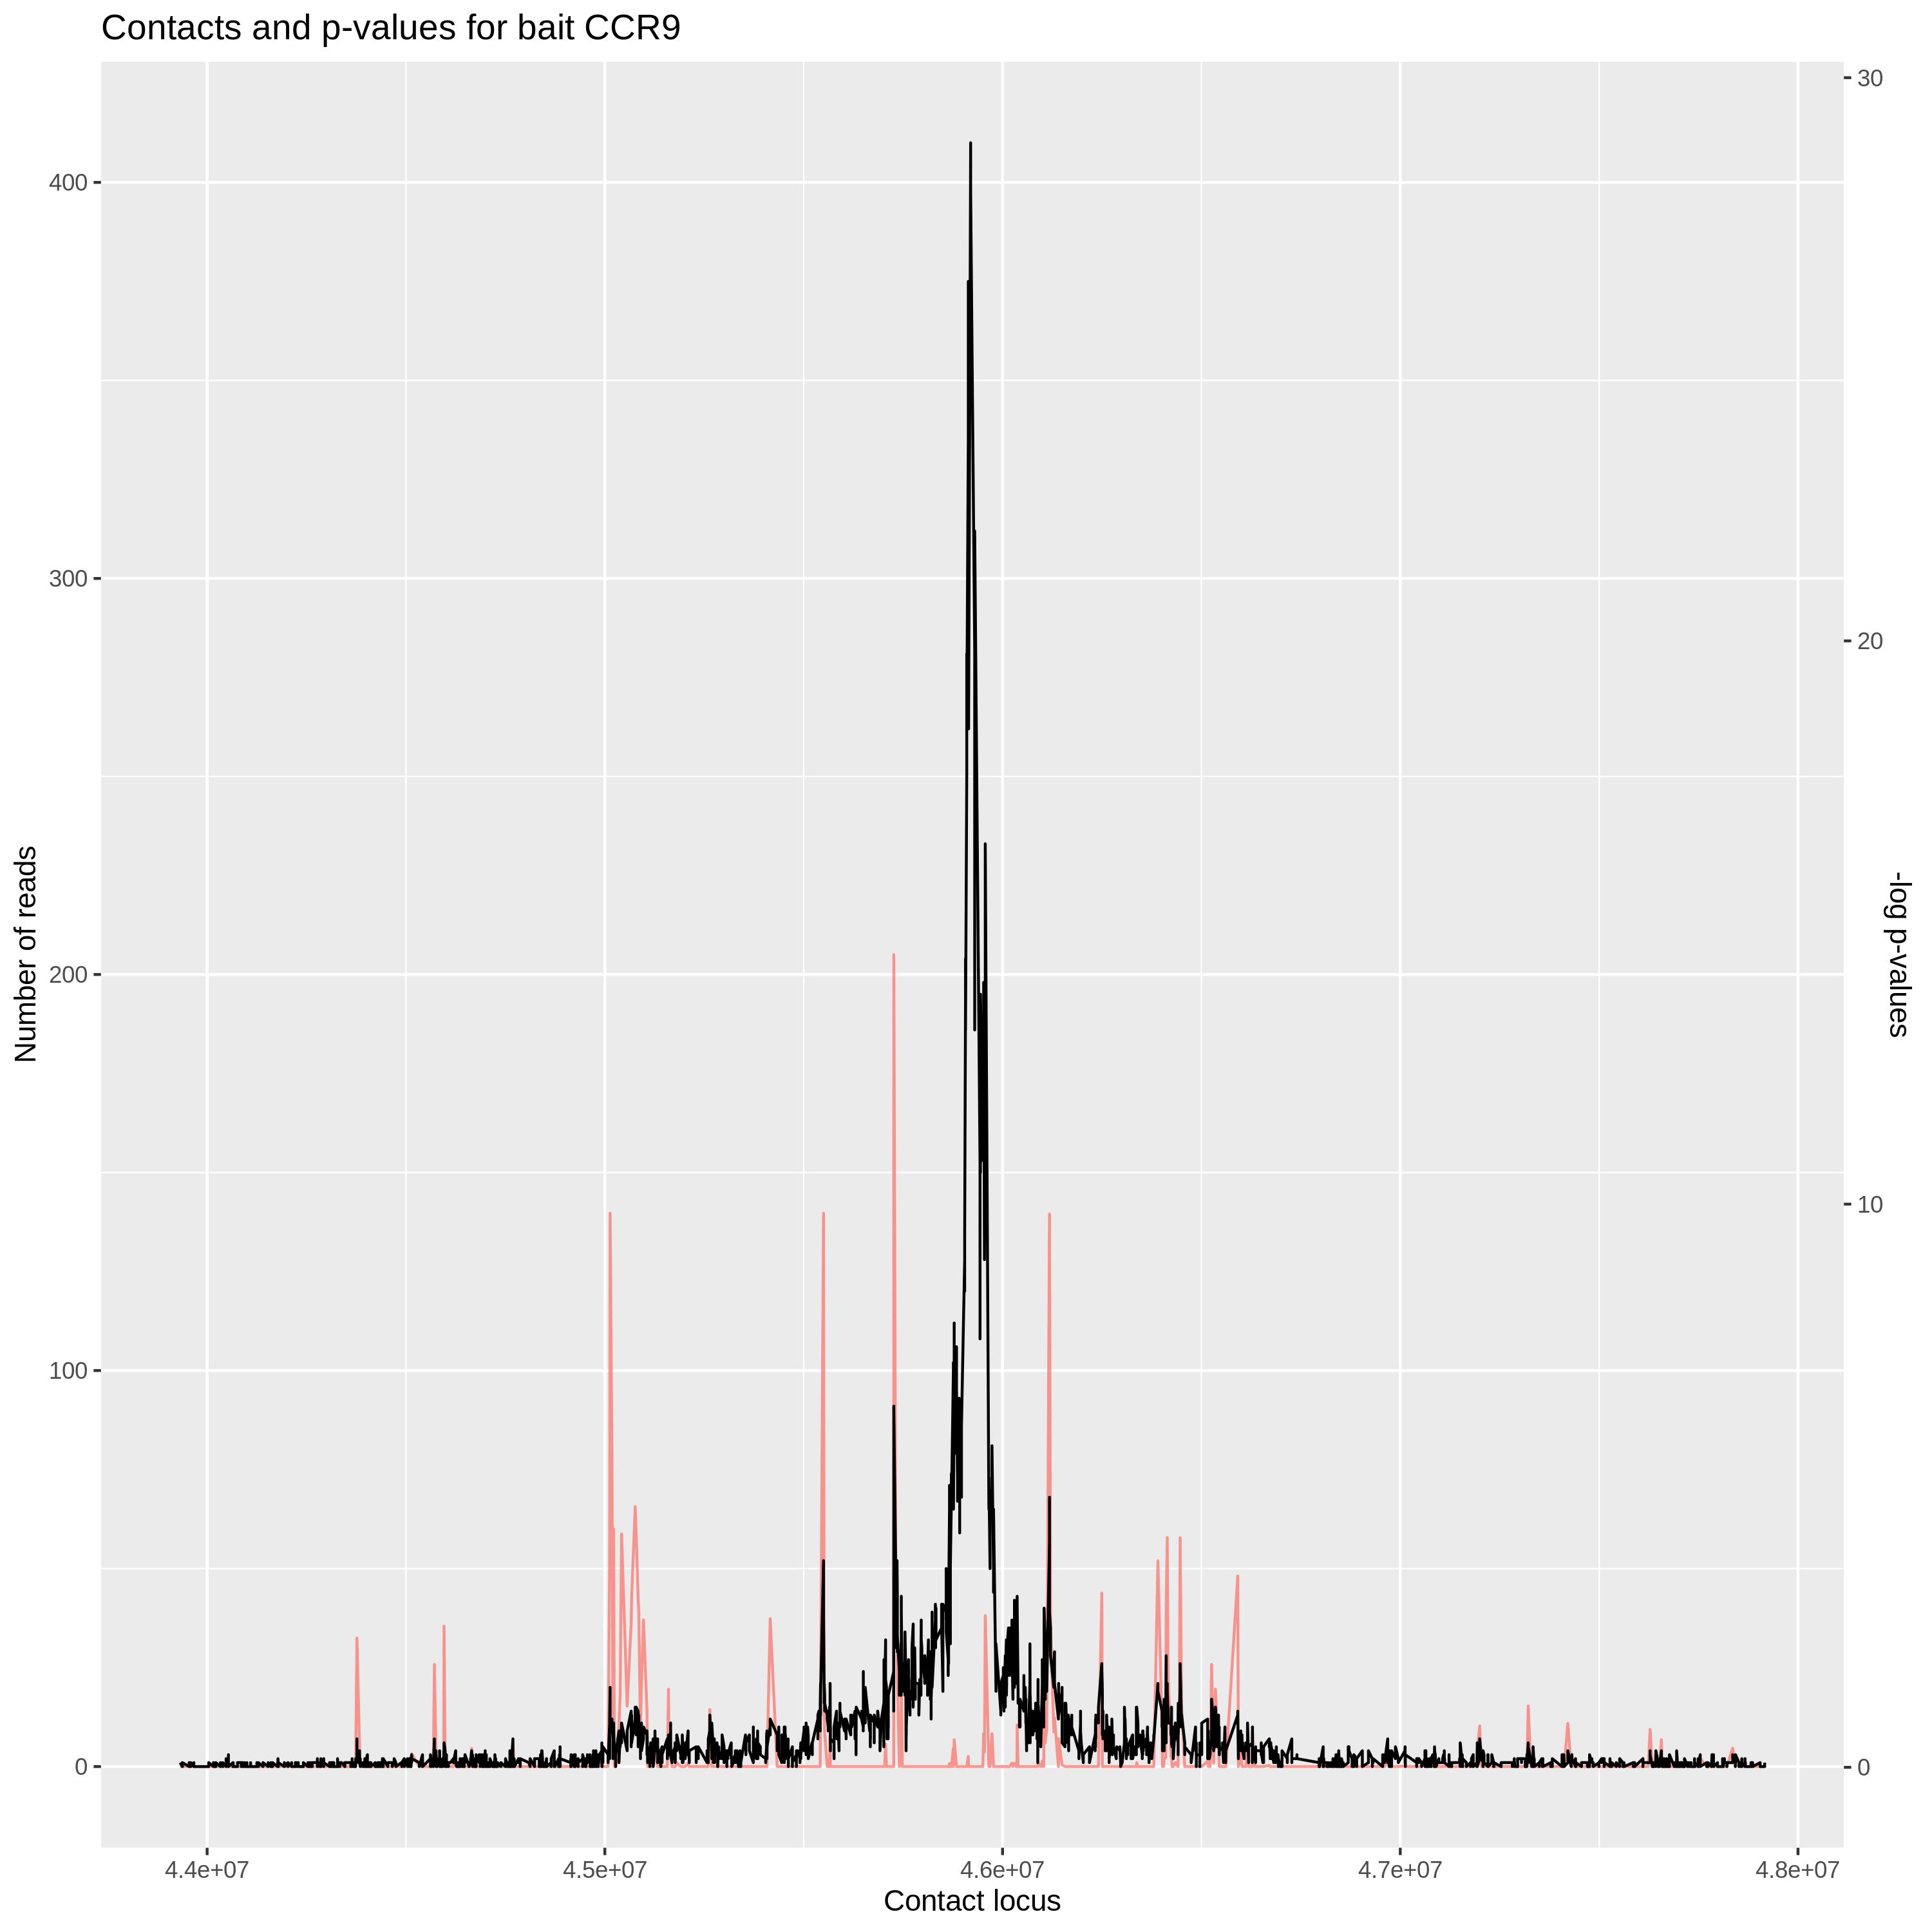 Contacts and p-values for bait CCR9
400
300
200
100
0
Number of reads
30
20
10
0
-log p-values
4.4e+07
4.5e+07
4.6e+07
4.7e+07
4.8e+07
Contact locus